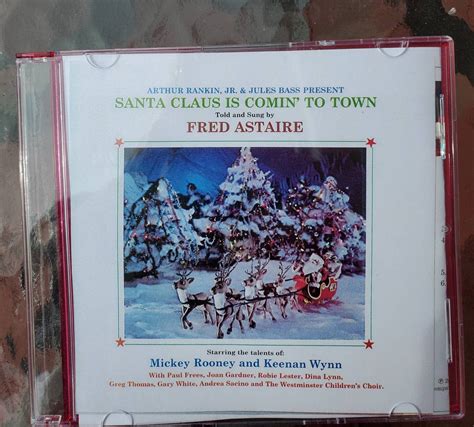 ARTHUR RANKIN, JR. & JULES BASS PRESENT
SANTA CLAUS IS COMIN' TO TOWN
Told and Sung by
FRED ASTAIRE
Starring the talents of:
Mickey Rooney and Keenan Wynn
With Paul Frees, Joan Gardner, Robie Lester, Dina Lynn,
Greg Thomas, Gary White, Andrea Sacino and The Westminster Children's Choir.